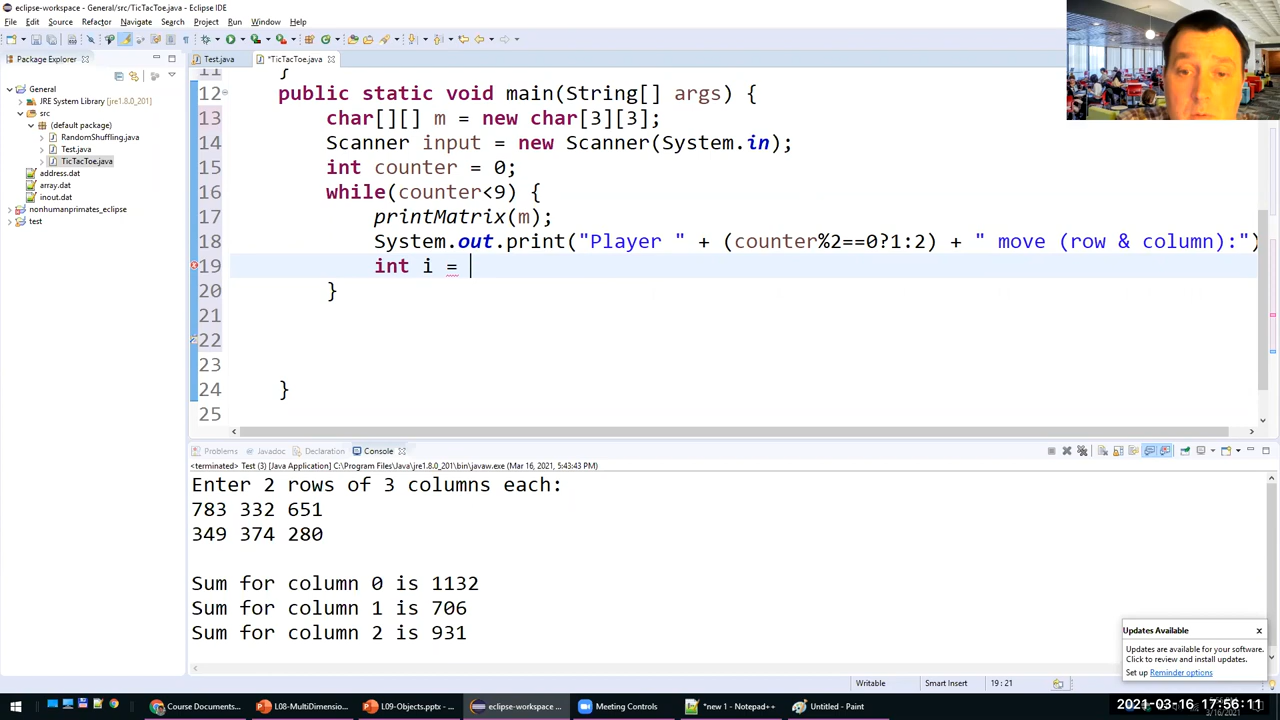 eclipse-workspace - General/src/TicTacToe.java - Eclipse IDE
File Edit Source Refactor Navigate Search Project Run Window Help
Package Explorer
Test.java *TicTacToe.java
General
JRE System Library [jre1.8.0_201]
src
(default package)
RandomShuffling.java
Test.java
TicTacToe.java
address.dat
array.dat
inout.dat
nonhumanprimates_eclipse
test
11 }
12 public static void main(String[] args) {
13 char[][] m = new char[3][3];
14 Scanner input = new Scanner(System.in);
15 int counter = 0;
16 while(counter<9) {
17 printMatrix(m);
18 System.out.print("Player " + (counter%2==0?1:2) + " move (row & column):")
19 int i =
20 }
21
22
23
24 }
25
Problems Javadoc Declaration Console
<terminated> Test (3) [Java Application] C:\Program Files\Java\jre1.8.0_201\bin\javaw.exe (Mar 16, 2021, 5:43:43 PM)
Enter 2 rows of 3 columns each:
783 332 651
349 374 280
Sum for column 0 is 1132
Sum for column 1 is 706
Sum for column 2 is 931
Updates Available x
Updates are available for your software.
Click to review and install updates.
Set up Reminder options
Writable Smart Insert 19 : 21
Course Documents... L08-MultiDimension... L09-Objects.pptx - ... eclipse-workspace ... Meeting Controls *new 1 - Notepad++ Untitled - Paint
2021-03-16 17:56:11